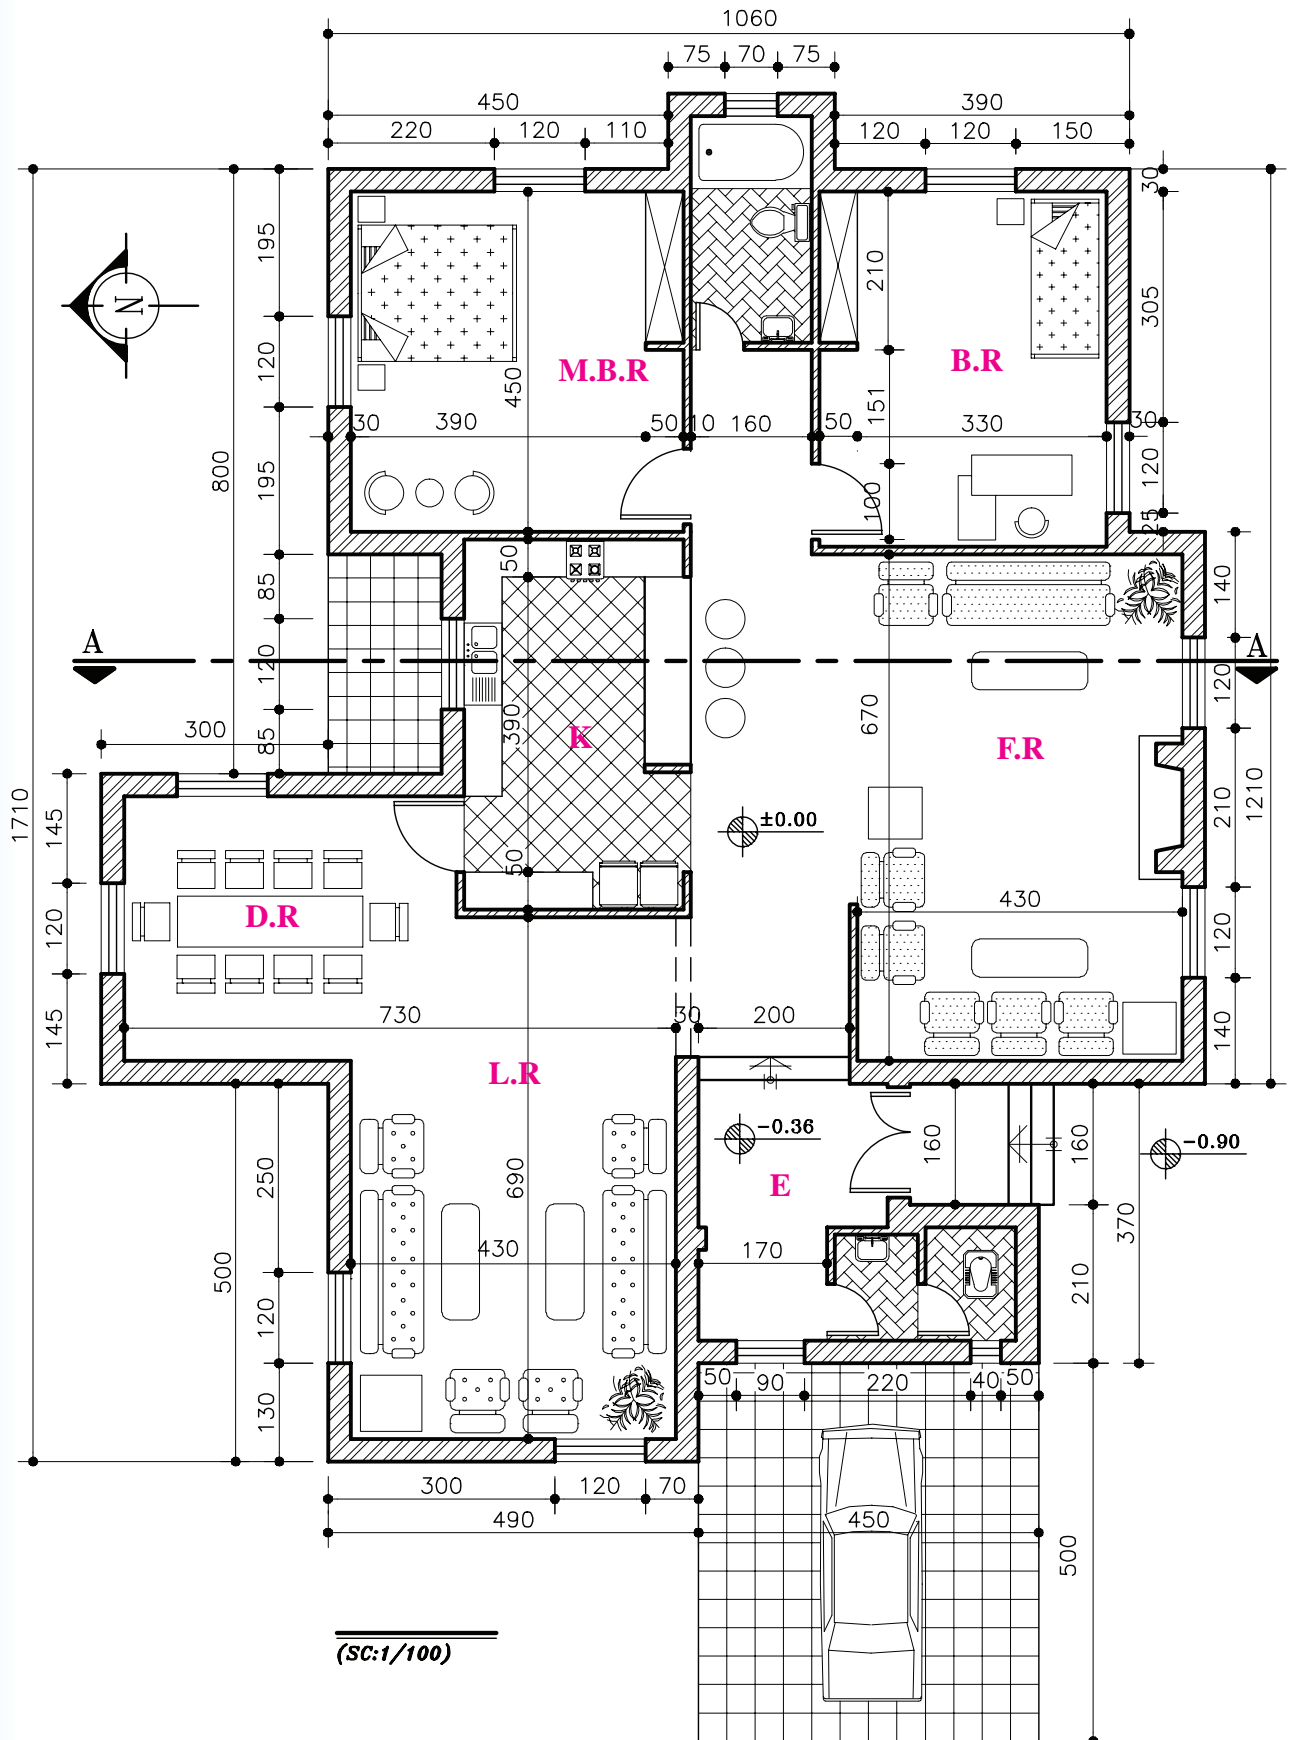 1060
75 70 75
450 390
220 120 110 120 120 150
30
195 210 305
N
120 M.B.R B.R
450 151
30 390 50 10 160 50 330 30
800 195 100 120 25
50
85 140
A A
120 120
300 390 K 670 F.R
85
1710 145 ±0.00 210 1210
50
120 D.R 430 120
145 730 30 200 140
L.R
-0.36 160 160 -0.90
250 690 E
370
500 430 170 210
120
50 90 220 40 50
130
300 120 70
490 450
500
(SC:1/100)